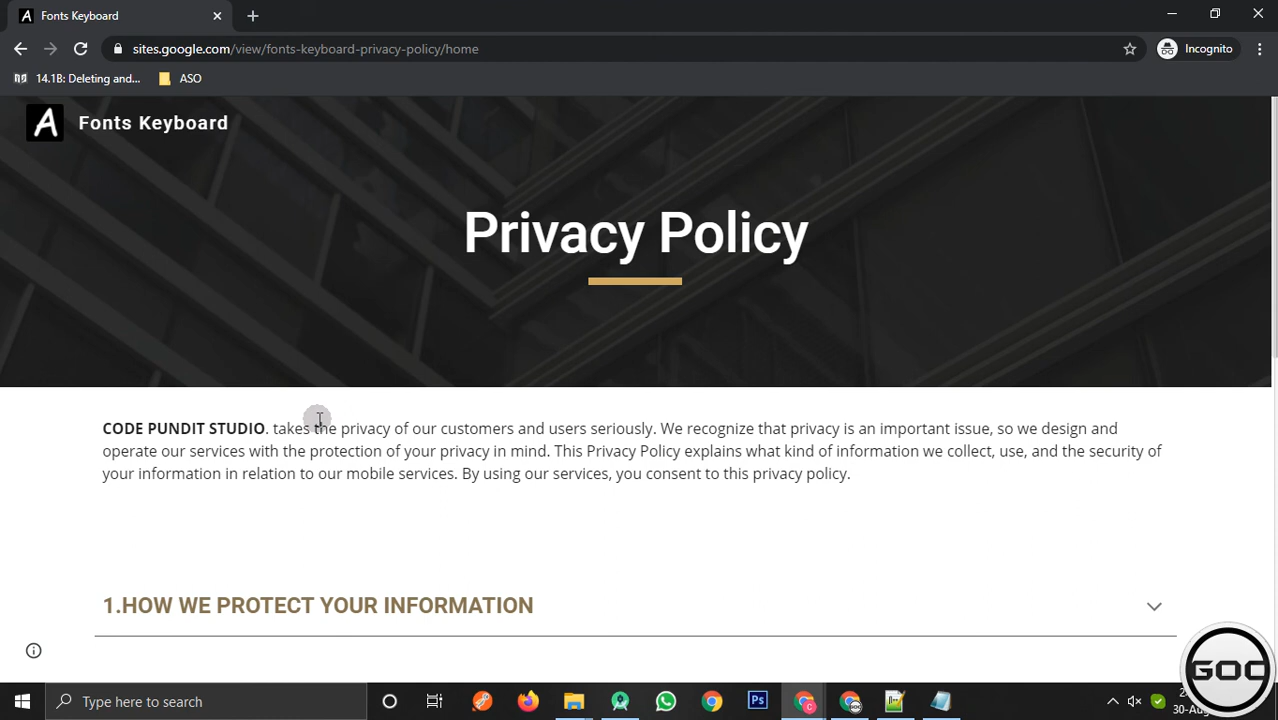 Fonts Keyboard
sites.google.com/view/fonts-keyboard-privacy-policy/home
Incognito
14.1B: Deleting and...
ASO
A Fonts Keyboard
Privacy Policy
CODE PUNDIT STUDIO. takes the privacy of our customers and users seriously. We recognize that privacy is an important issue, so we design and
operate our services with the protection of your privacy in mind. This Privacy Policy explains what kind of information we collect, use, and the security of
your information in relation to our mobile services. By using our services, you consent to this privacy policy.
1.HOW WE PROTECT YOUR INFORMATION
GOC
Type here to search
Ps